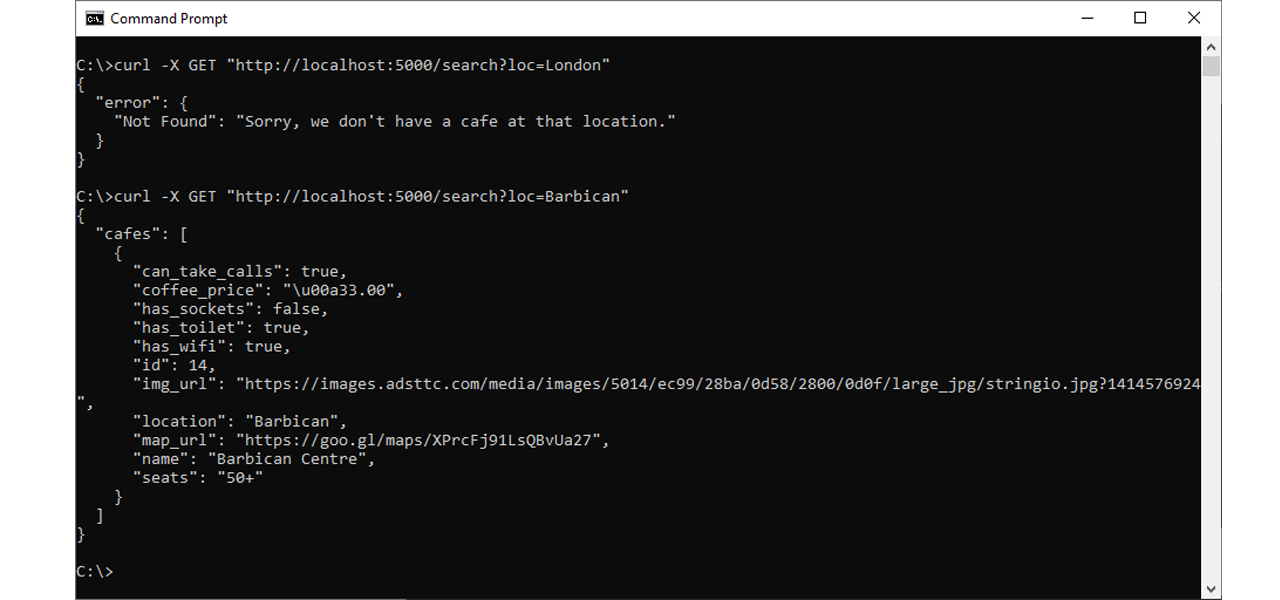 Command Prompt
C:\>curl -X GET "http://localhost:5000/search?loc=London"
{
  "error": {
    "Not Found": "Sorry, we don't have a cafe at that location."
  }
}
C:\>curl -X GET "http://localhost:5000/search?loc=Barbican"
{
  "cafes": [
    {
      "can_take_calls": true,
      "coffee_price": "\u00a33.00",
      "has_sockets": false,
      "has_toilet": true,
      "has_wifi": true,
      "id": 14,
      "img_url": "https://images.adsttc.com/media/images/5014/ec99/28ba/0d58/2800/0d0f/large_jpg/stringio.jpg?1414576924
",
      "location": "Barbican",
      "map_url": "https://goo.gl/maps/XPrcFj91LsQBvUa27",
      "name": "Barbican Centre",
      "seats": "50+"
    }
  ]
}
C:\>